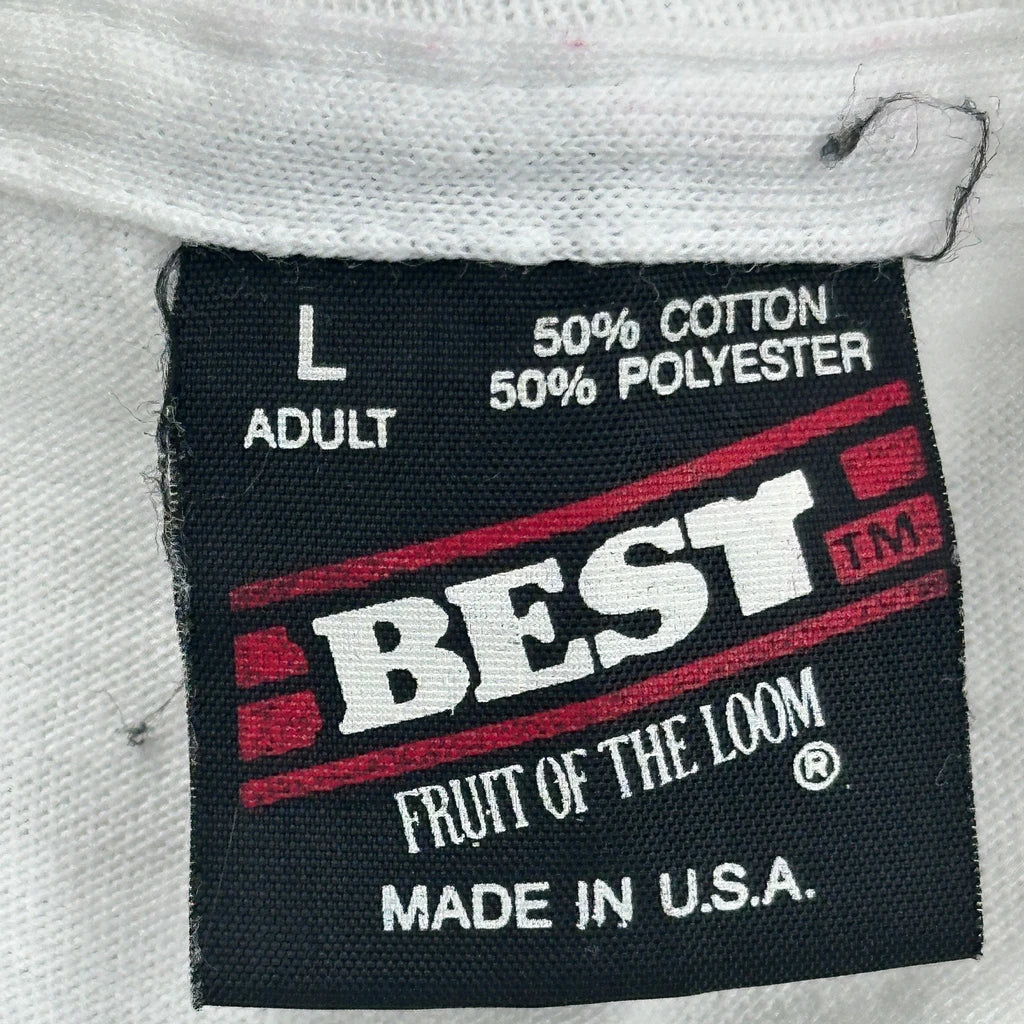 L
ADULT
50% COTTON
50% POLYESTER
BEST
TM
FRUIT OF THE LOOM
®
MADE IN U.S.A.